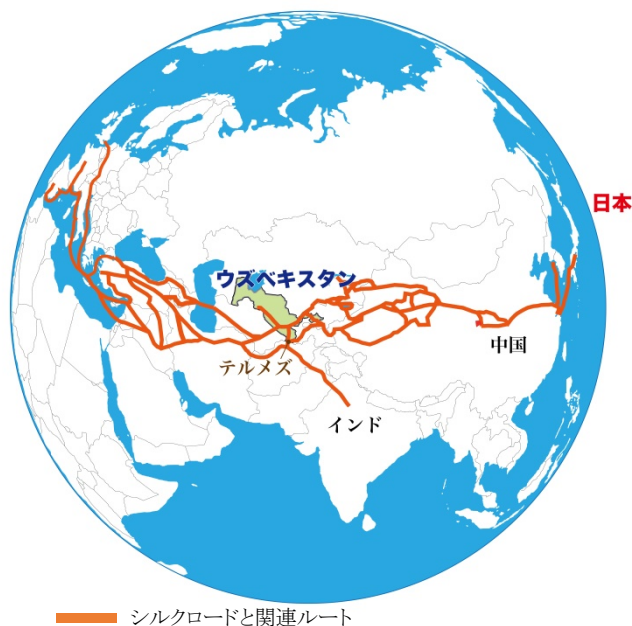 日本
ウズベキスタン
中国
テルメズ
インド
シルクロードと関連ルート